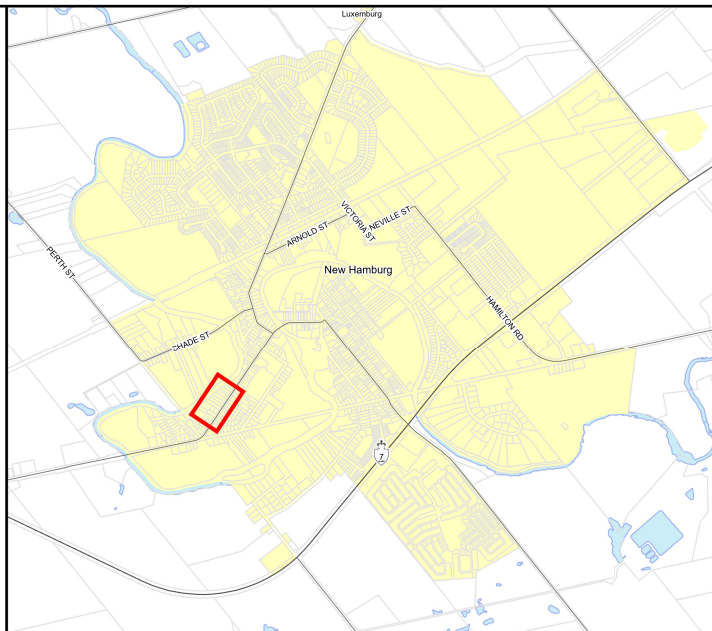 Luxemburg
VICTORIA ST
NEVILLE ST
ARNOLD ST
PERTH ST
New Hamburg
HAMILTON RD
CHADE ST
7